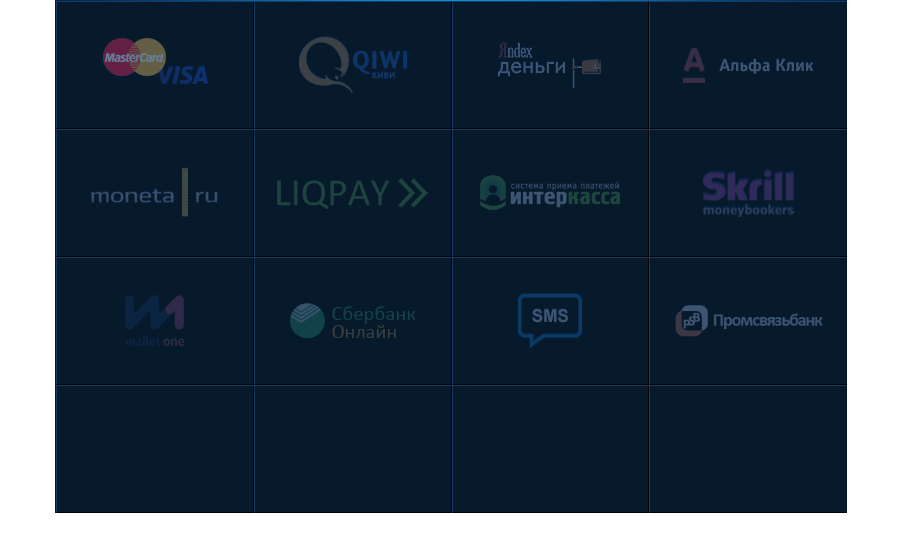 MasterCard
VISA
QIWI
КИВИ
Яndex
деньги
А
Альфа Клик
moneta ru
LIQPAY
система приема платежей
интеркасса
Skrill
moneybookers
wallet one
Сбербанк
Онлайн
SMS
PSB
Промсвязьбанк